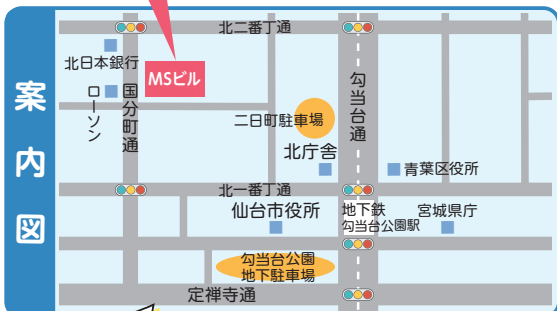 案内図
北二番丁通
北日本銀行
MSビル
ローソン
国分町通
勾当台通
二日町駐車場
北庁舎
青葉区役所
北一番丁通
仙台市役所
地下鉄
勾当台公園駅
宮城県庁
勾当台公園
地下駐車場
定禅寺通